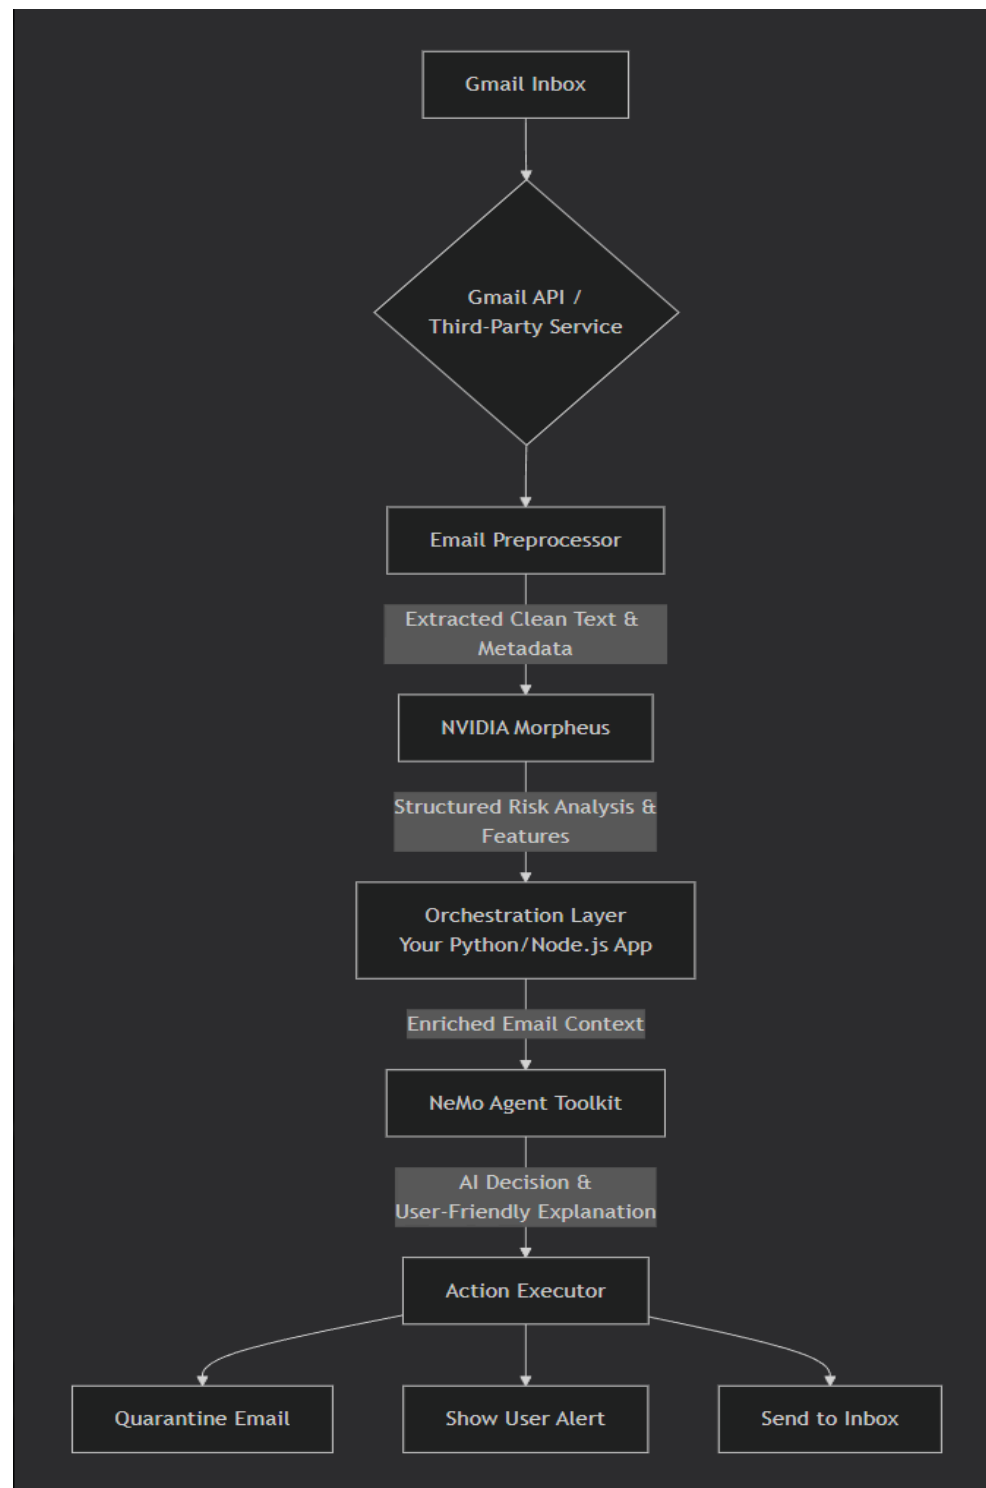 Gmail Inbox
Gmail API /
Third-Party Service
Email Preprocessor
Extracted Clean Text &
Metadata
NVIDIA Morpheus
Structured Risk Analysis &
Features
Orchestration Layer
Your Python/Node.js App
Enriched Email Context
NeMo Agent Toolkit
AI Decision &
User-Friendly Explanation
Action Executor
Quarantine Email
Show User Alert
Send to Inbox